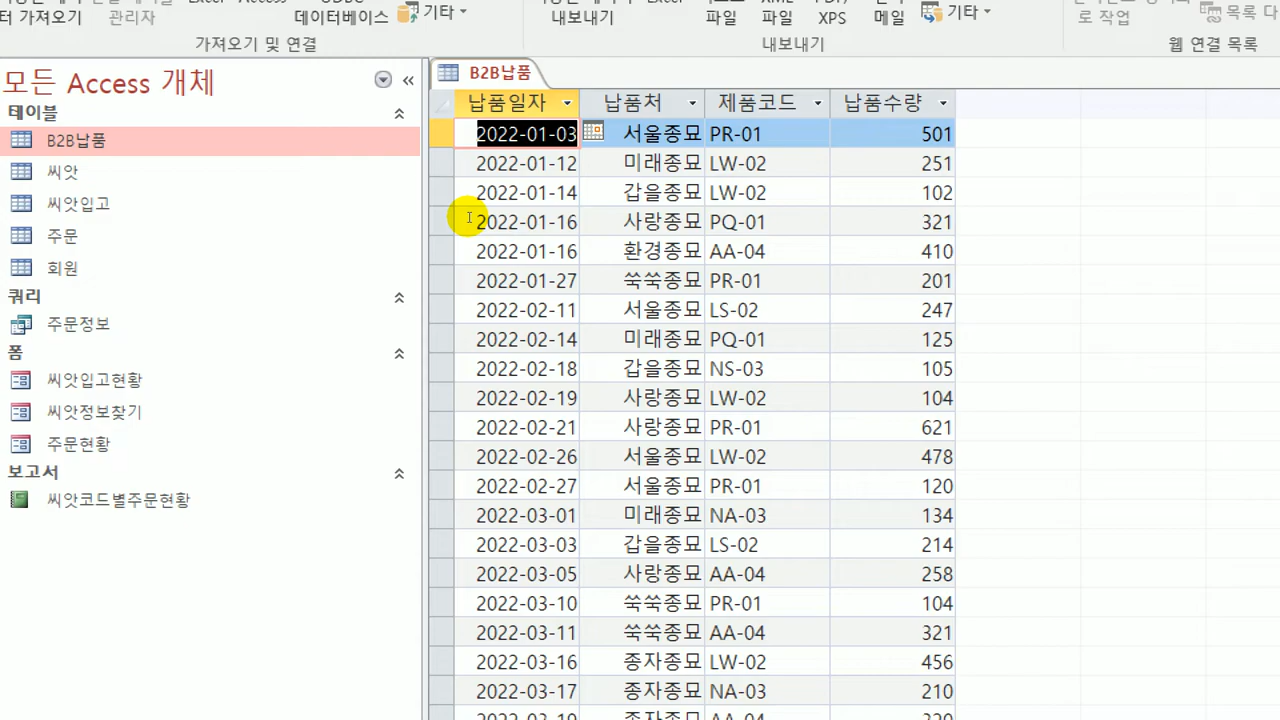 터 가져오기
관리자
데이터베이스
기타
내보내기
파일
파일
XPS
메일
기타
로 작업
목록 다
가져오기 및 연결
내보내기
웹 연결 목록
모든 Access 개체
테이블
B2B납품
씨앗
씨앗입고
주문
회원
쿼리
주문정보
폼
씨앗입고현황
씨앗정보찾기
주문현황
보고서
씨앗코드별주문현황
B2B납품
납품일자 납품처 제품코드 납품수량
2022-01-03 서울종묘 PR-01 501
2022-01-12 미래종묘 LW-02 251
2022-01-14 갑을종묘 LW-02 102
2022-01-16 사랑종묘 PQ-01 321
2022-01-16 환경종묘 AA-04 410
2022-01-27 쑥쑥종묘 PR-01 201
2022-02-11 서울종묘 LS-02 247
2022-02-14 미래종묘 PQ-01 125
2022-02-18 갑을종묘 NS-03 105
2022-02-19 사랑종묘 LW-02 104
2022-02-21 사랑종묘 PR-01 621
2022-02-26 서울종묘 LW-02 478
2022-02-27 서울종묘 PR-01 120
2022-03-01 미래종묘 NA-03 134
2022-03-03 갑을종묘 LS-02 214
2022-03-05 사랑종묘 AA-04 258
2022-03-10 쑥쑥종묘 PR-01 104
2022-03-11 쑥쑥종묘 AA-04 321
2022-03-16 종자종묘 LW-02 456
2022-03-17 종자종묘 NA-03 210